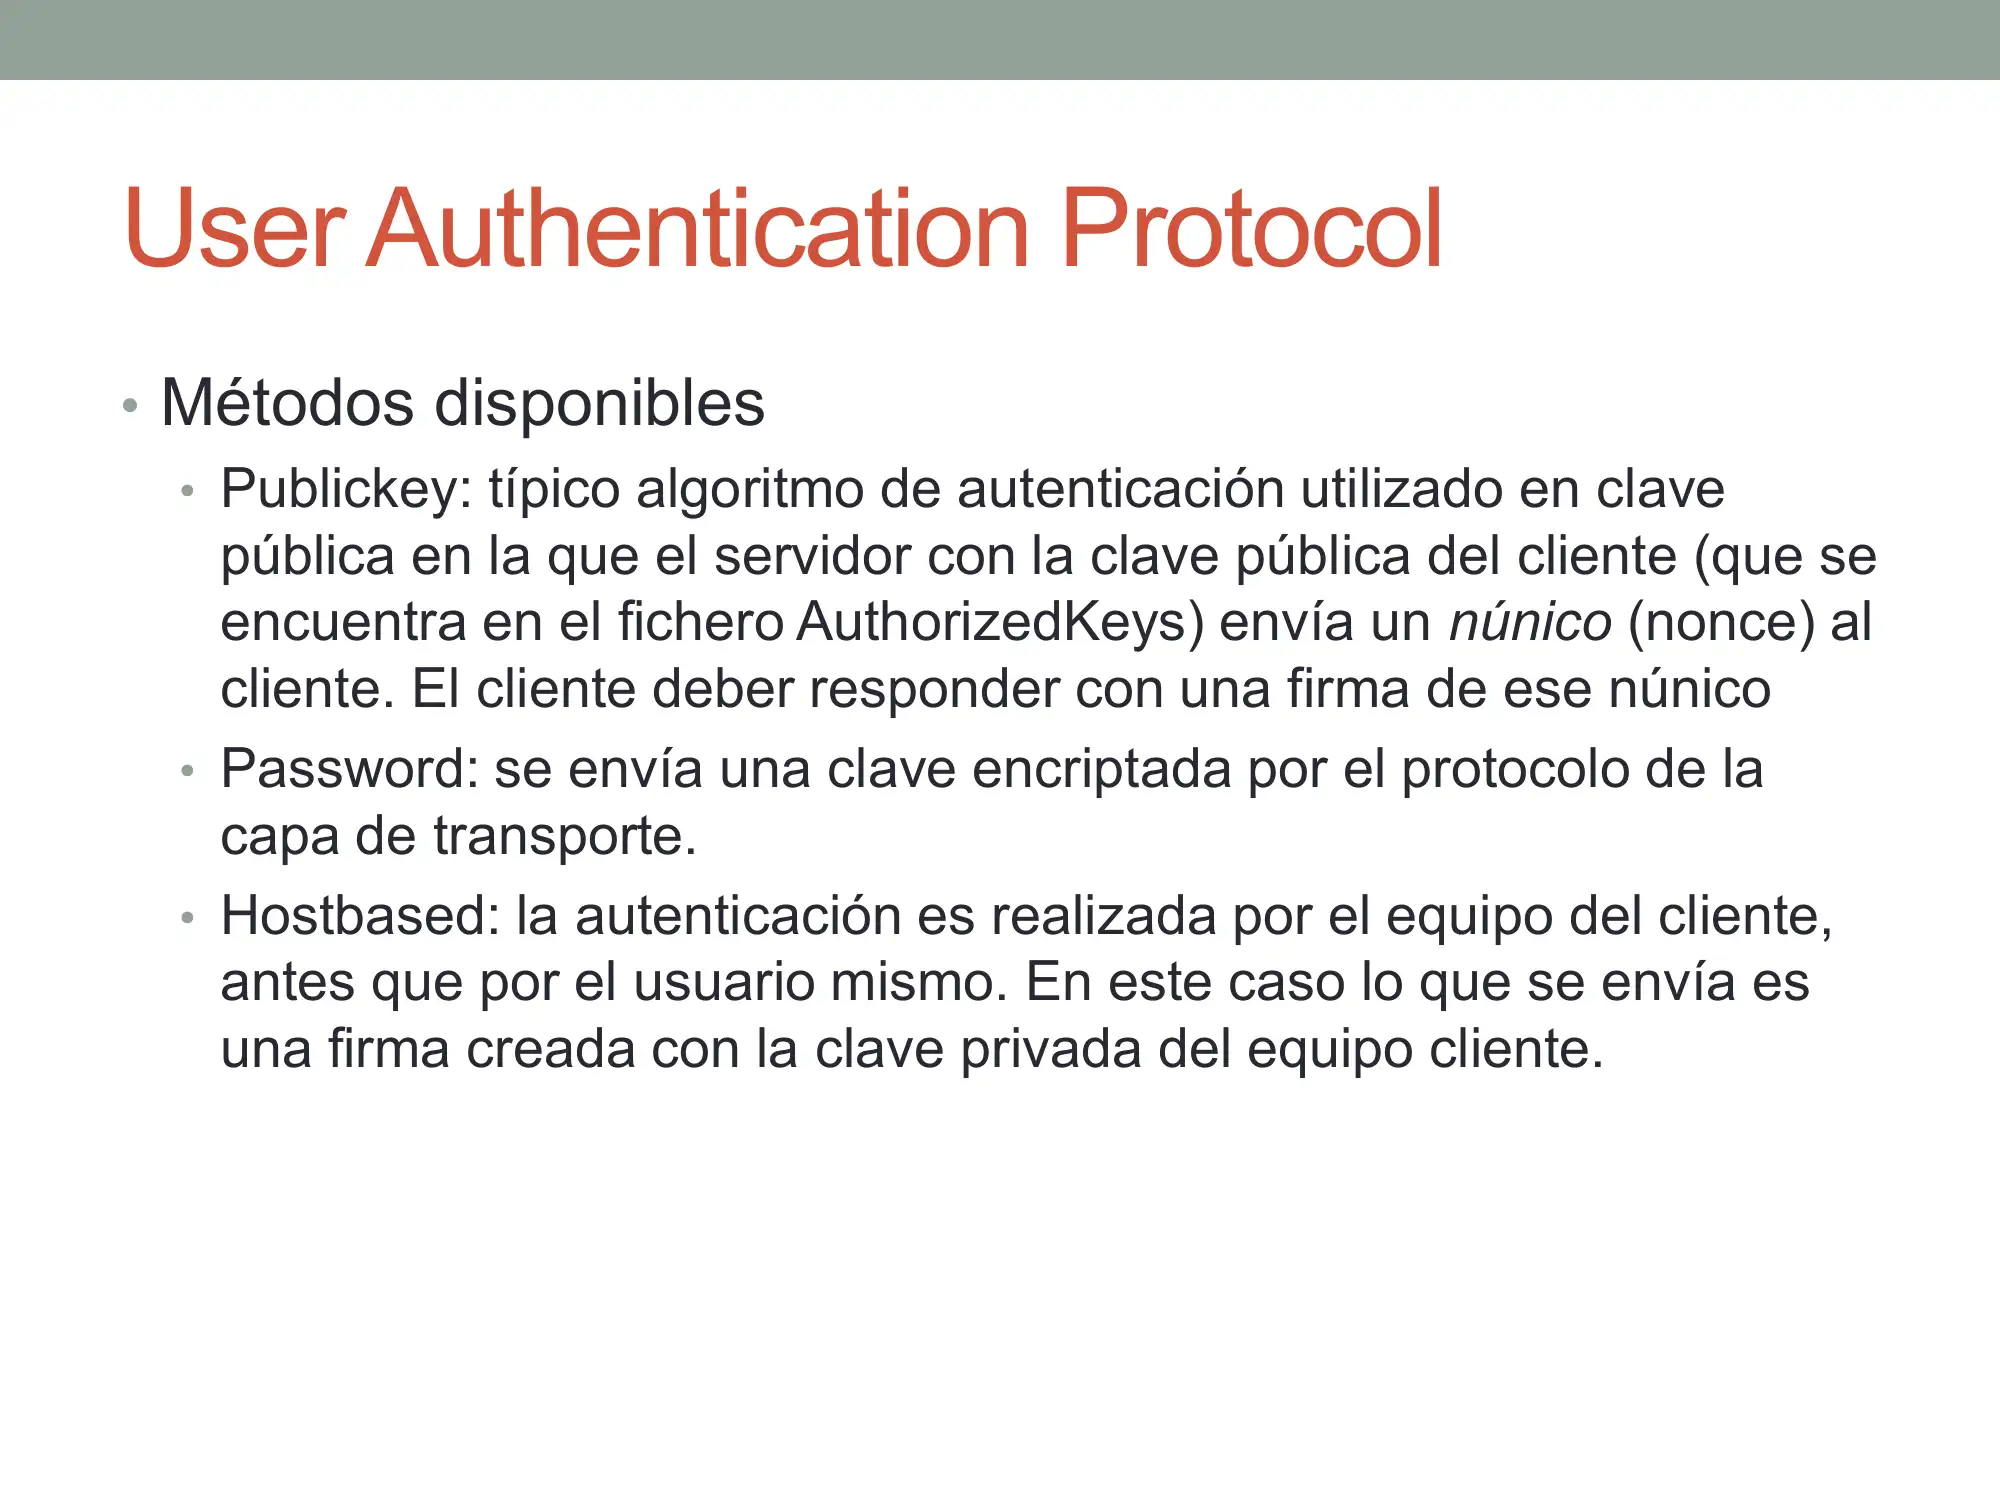 User Authentication Protocol
• Métodos disponibles
• Publickey: típico algoritmo de autenticación utilizado en clave
pública en la que el servidor con la clave pública del cliente (que se
encuentra en el fichero AuthorizedKeys) envía un núnico (nonce) al
cliente. El cliente deber responder con una firma de ese núnico
• Password: se envía una clave encriptada por el protocolo de la
capa de transporte.
• Hostbased: la autenticación es realizada por el equipo del cliente,
antes que por el usuario mismo. En este caso lo que se envía es
una firma creada con la clave privada del equipo cliente.